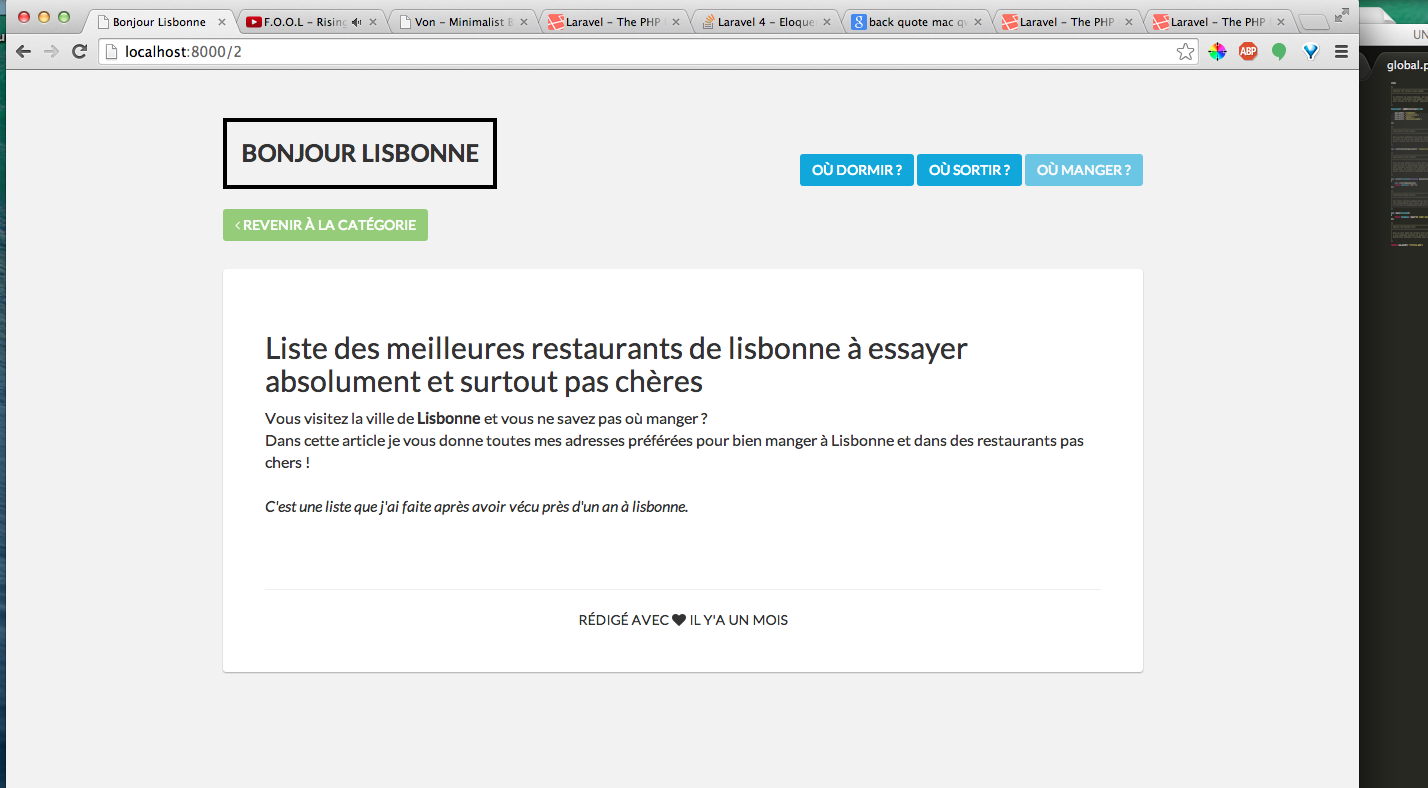 Bonjour Lisbonne
F.O.O.L – Rising
Von – Minimalist B
Laravel – The PHP
Laravel 4 – Eloque
back quote mac qw
Laravel – The PHP
Laravel – The PHP
localhost:8000/2
ABP
UN
global.p
BONJOUR LISBONNE
OÙ DORMIR ?
OÙ SORTIR ?
OÙ MANGER ?
‹ REVENIR À LA CATÉGORIE
Liste des meilleures restaurants de lisbonne à essayer
absolument et surtout pas chères
Vous visitez la ville de Lisbonne et vous ne savez pas où manger ?
Dans cette article je vous donne toutes mes adresses préférées pour bien manger à Lisbonne et dans des restaurants pas
chers !
C'est une liste que j'ai faite après avoir vécu près d'un an à lisbonne.
RÉDIGÉ AVEC ♥ IL Y'A UN MOIS